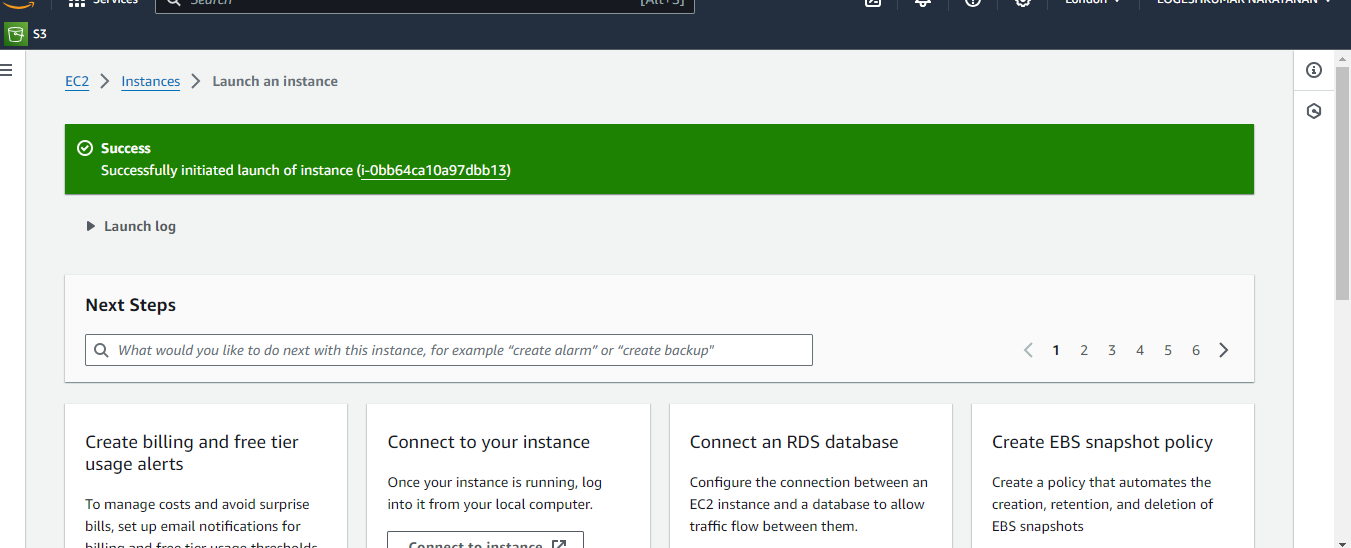 Services
Search
[Alt+S]
London
LOGESHKUMAR NARAYANAN
S3
EC2 > Instances > Launch an instance
Success
Successfully initiated launch of instance (i-0bb64ca10a97dbb13)
Launch log
Next Steps
What would you like to do next with this instance, for example “create alarm” or “create backup”
1 2 3 4 5 6
Create billing and free tier
usage alerts
To manage costs and avoid surprise
bills, set up email notifications for
billing and free tier usage thresholds
Connect to your instance
Once your instance is running, log
into it from your local computer.
Connect to instance
Connect an RDS database
Configure the connection between an
EC2 instance and a database to allow
traffic flow between them.
Create EBS snapshot policy
Create a policy that automates the
creation, retention, and deletion of
EBS snapshots